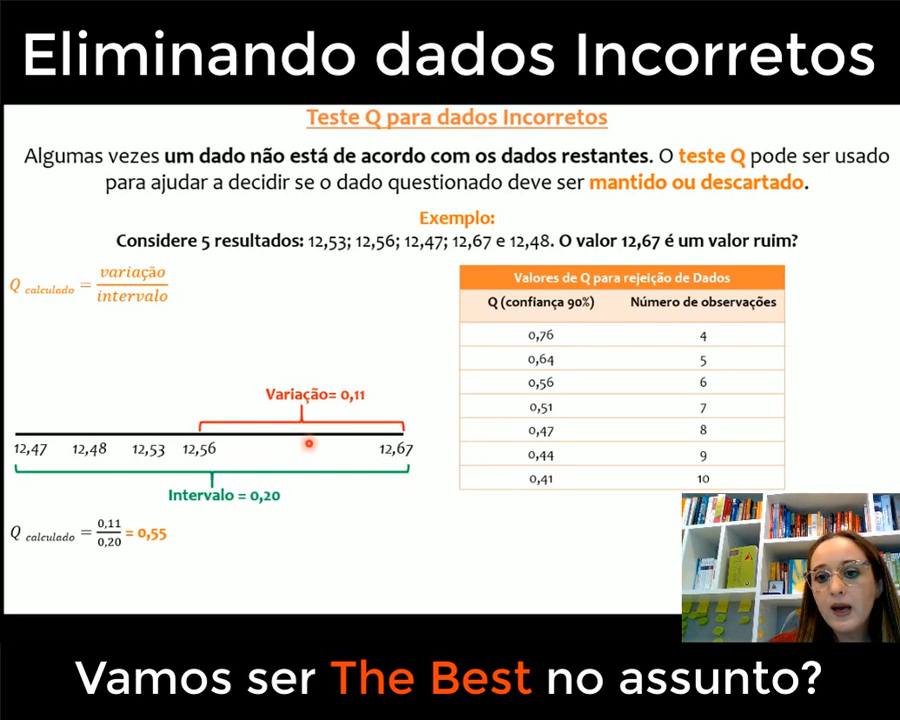 Eliminando dados Incorretos
Teste Q para dados Incorretos
Algumas vezes um dado não está de acordo com os dados restantes. O teste Q pode ser usado
para ajudar a decidir se o dado questionado deve ser mantido ou descartado.
Exemplo:
Considere 5 resultados: 12,53; 12,56; 12,47; 12,67 e 12,48. O valor 12,67 é um valor ruim?
Q calculado = variação / intervalo
Valores de Q para rejeição de Dados
Q (confiança 90%) Número de observações
0,76 4
0,64 5
0,56 6
0,51 7
0,47 8
0,44 9
0,41 10
Variação= 0,11
12,47 12,48 12,53 12,56 12,67
Intervalo = 0,20
Q calculado = 0,11 / 0,20 = 0,55
Vamos ser The Best no assunto?